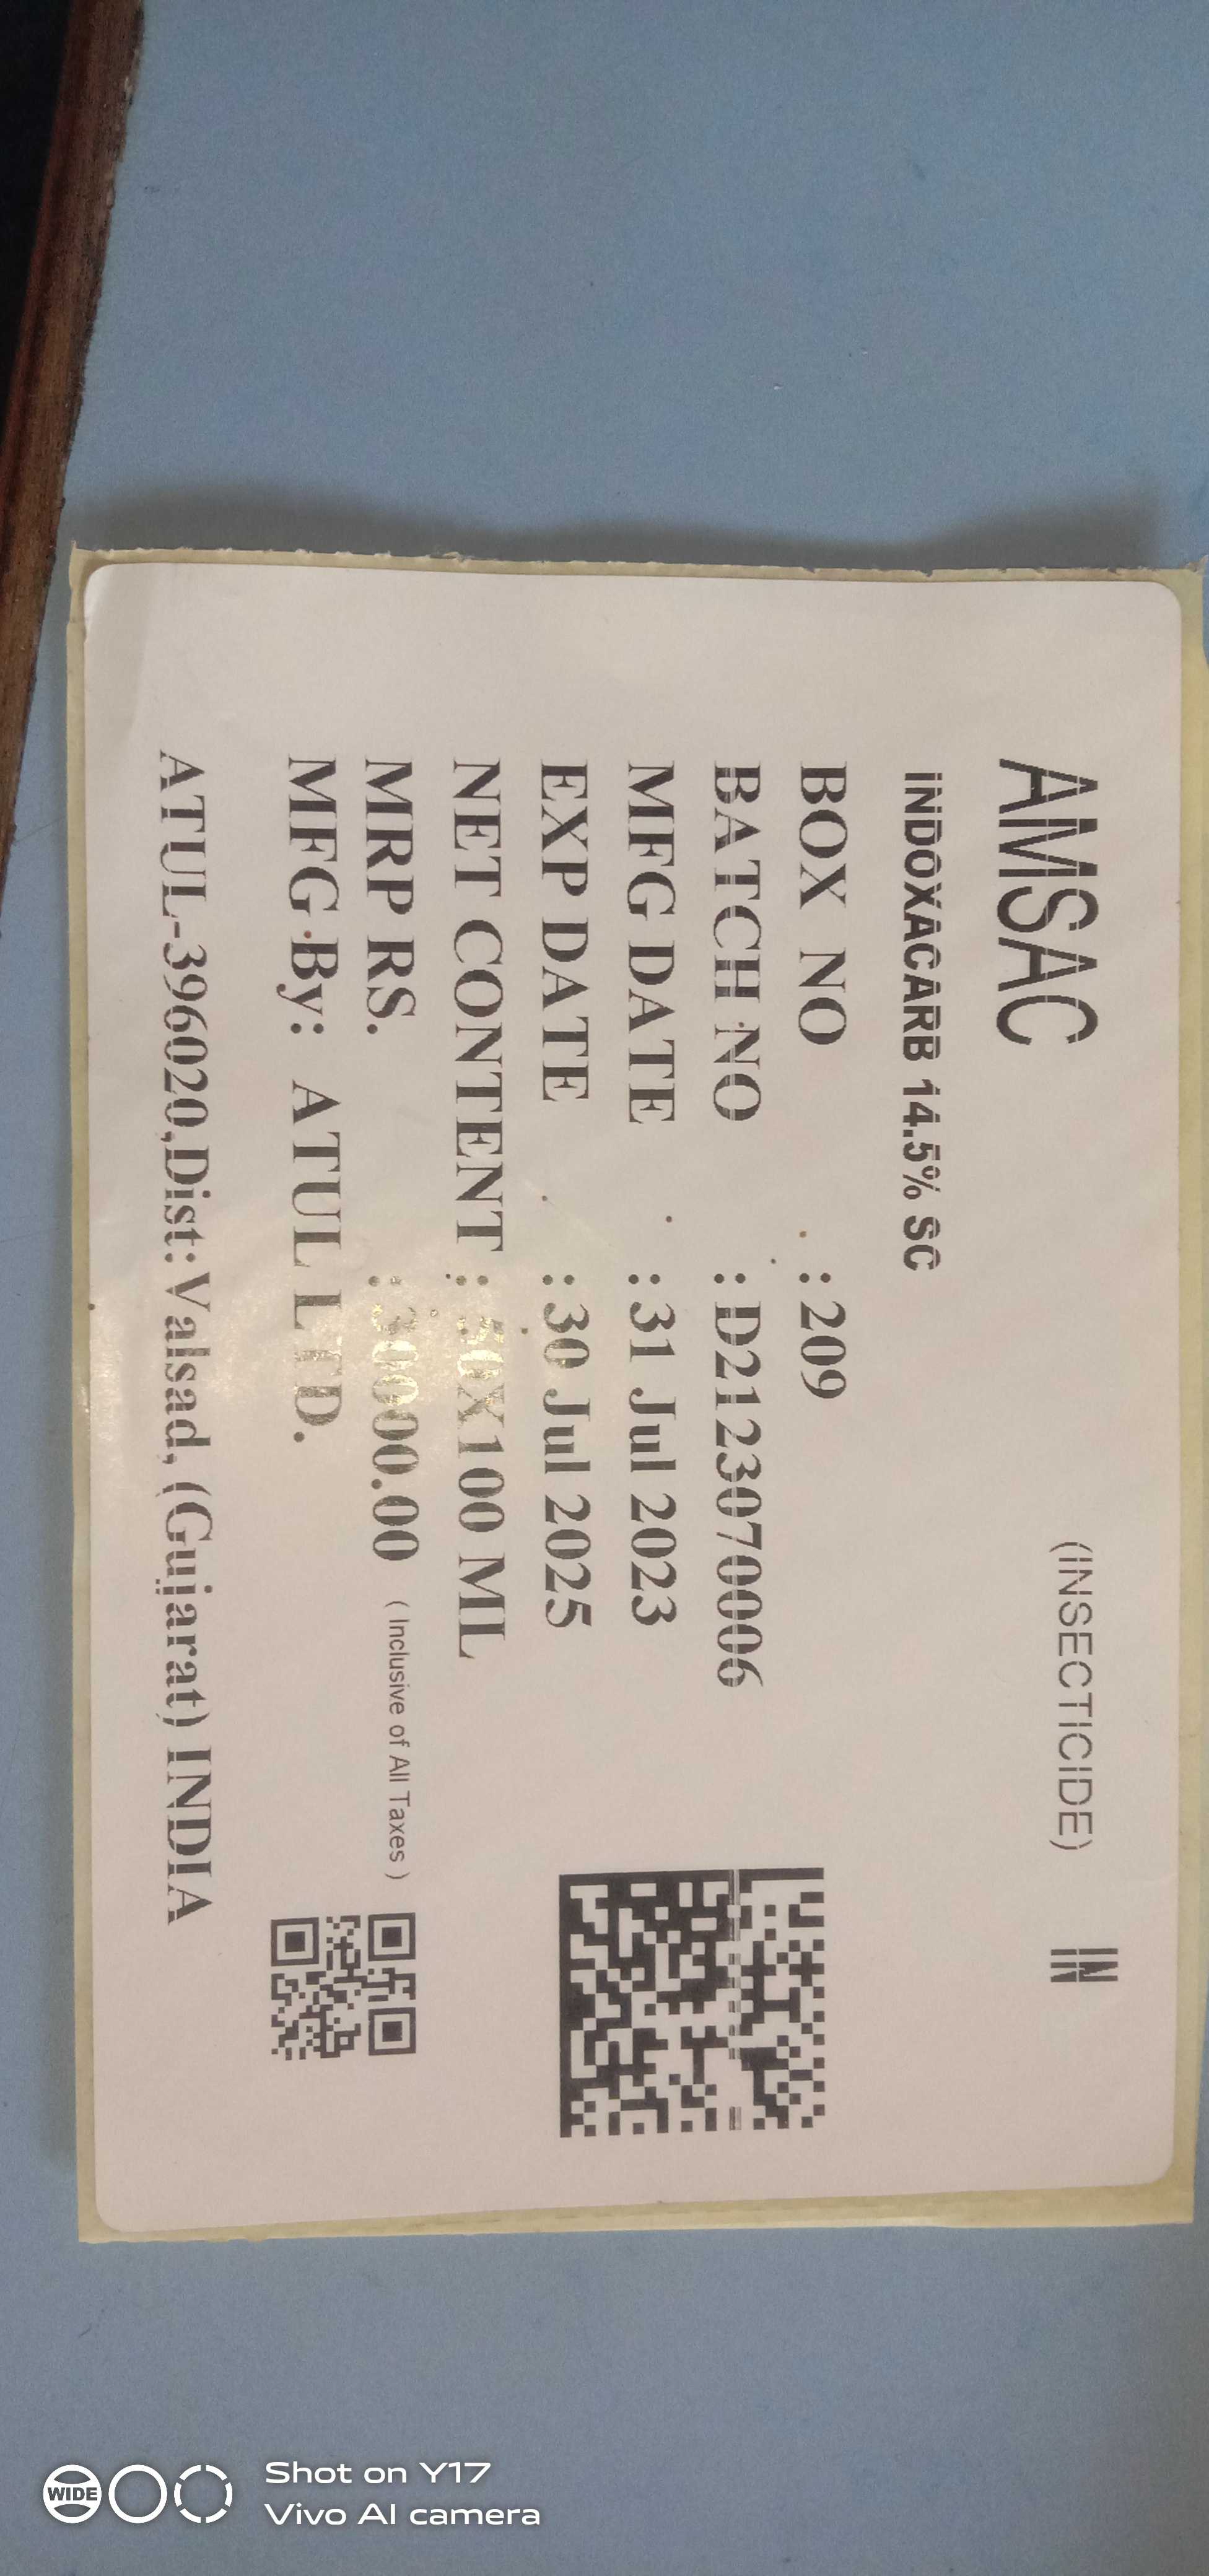 AMSAC (INSECTICIDE) IN
INDOXACARB 14.5% SC
BOX NO : 209
BATCH NO : D2123070006
MFG DATE : 31 Jul 2023
EXP DATE : 30 Jul 2025
NET CONTENT : 50X100 ML
MRP RS. : ( Inclusive of All Taxes )
MFG By: ATUL LTD.
ATUL-396020,Dist:Valsad, (Gujarat) INDIA
WIDE
Shot on Y17
Vivo AI camera